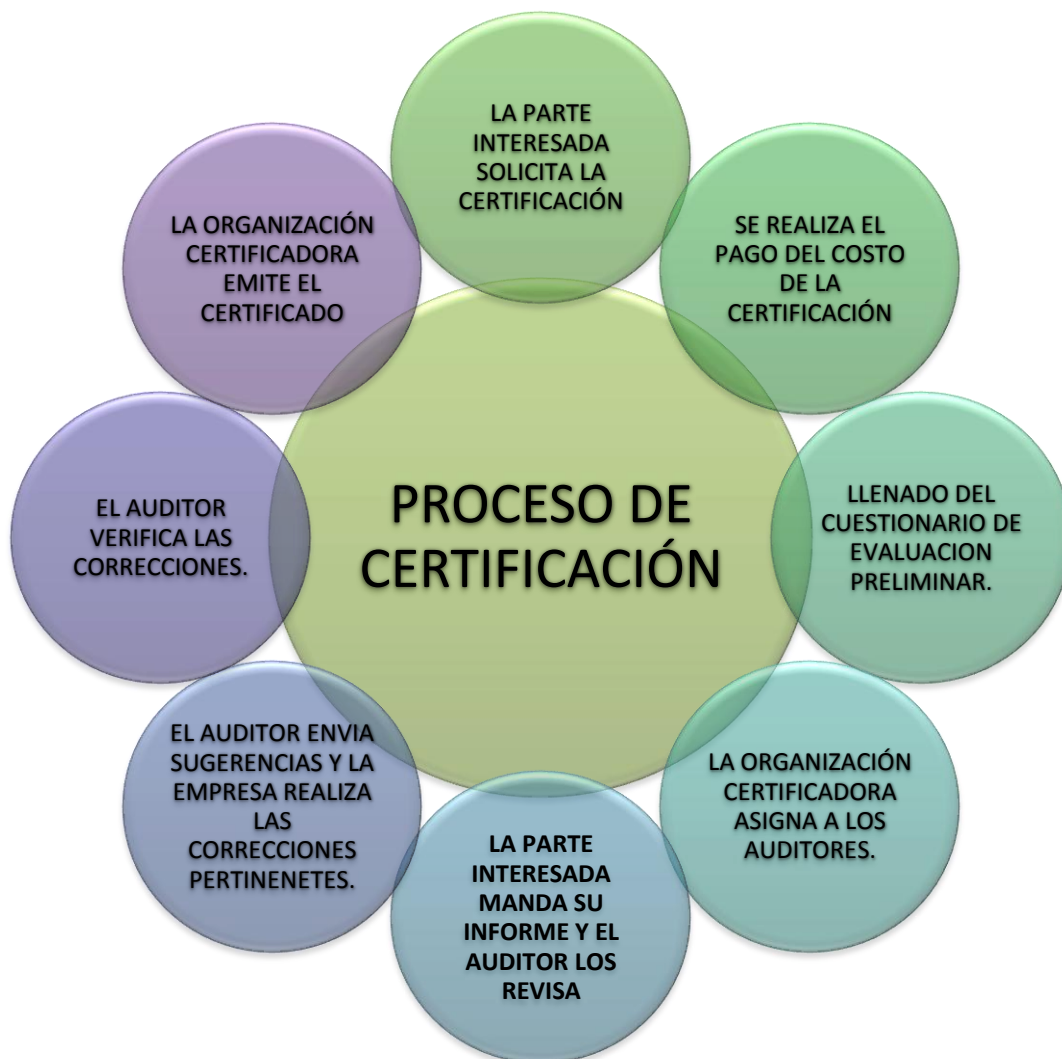 LA PARTE
INTERESADA
SOLICITA LA
CERTIFICACIÓN
SE REALIZA EL
PAGO DEL COSTO
DE LA
CERTIFICACIÓN
LLENADO DEL
CUESTIONARIO DE
EVALUACION
PRELIMINAR.
LA ORGANIZACIÓN
CERTIFICADORA
ASIGNA A LOS
AUDITORES.
LA PARTE
INTERESADA
MANDA SU
INFORME Y EL
AUDITOR LOS
REVISA
EL AUDITOR ENVIA
SUGERENCIAS Y LA
EMPRESA REALIZA
LAS
CORRECCIONES
PERTINENETES.
EL AUDITOR
VERIFICA LAS
CORRECCIONES.
LA ORGANIZACIÓN
CERTIFICADORA
EMITE EL
CERTIFICADO
PROCESO DE
CERTIFICACIÓN